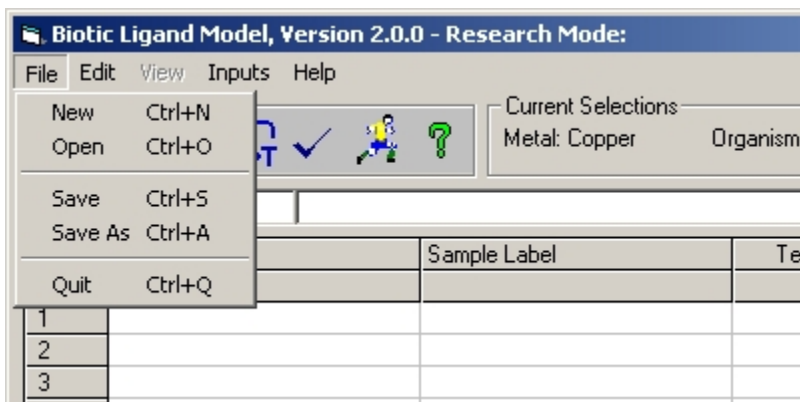 Biotic Ligand Model, Version 2.0.0 - Research Mode:
File Edit View Inputs Help
New Ctrl+N
Open Ctrl+O
Save Ctrl+S
Save As Ctrl+A
Quit Ctrl+Q
Current Selections
Metal: Copper Organism
Sample Label Te
1
2
3